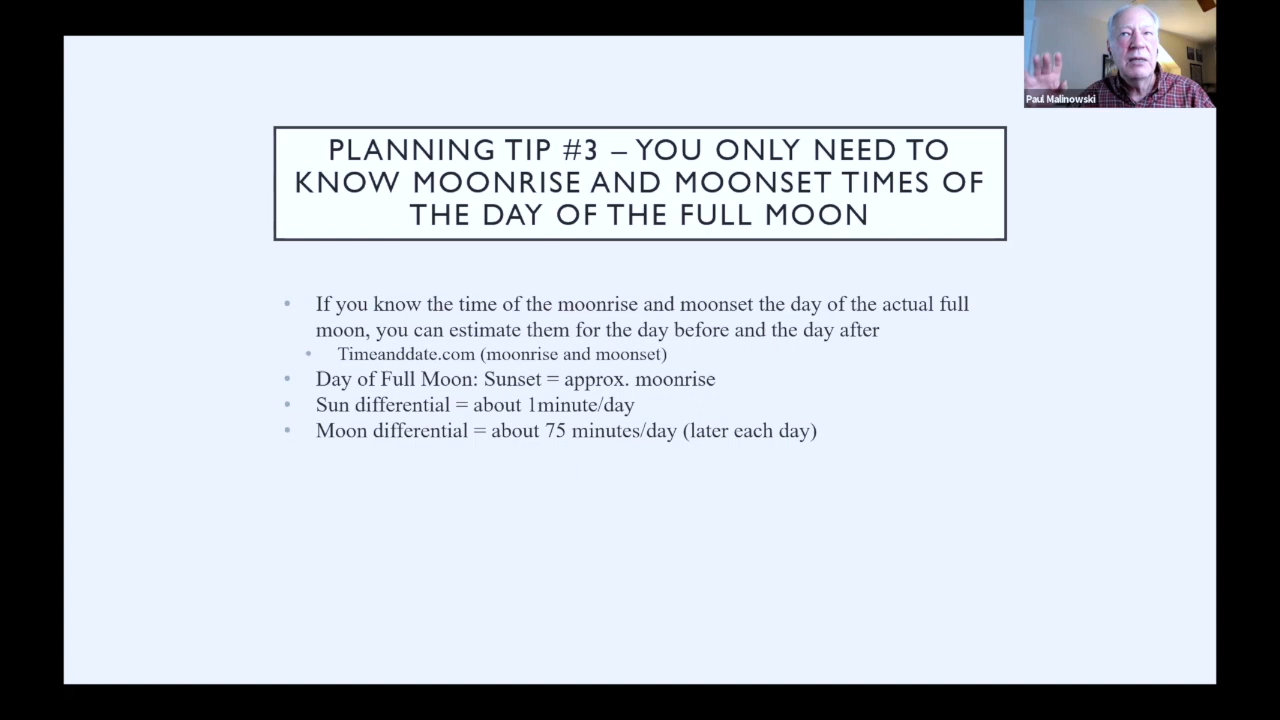 Paul Malinowski
PLANNING TIP #3 – YOU ONLY NEED TO
KNOW MOONRISE AND MOONSET TIMES OF
THE DAY OF THE FULL MOON
• If you know the time of the moonrise and moonset the day of the actual full
moon, you can estimate them for the day before and the day after
• Timeanddate.com (moonrise and moonset)
• Day of Full Moon: Sunset = approx. moonrise
• Sun differential = about 1minute/day
• Moon differential = about 75 minutes/day (later each day)